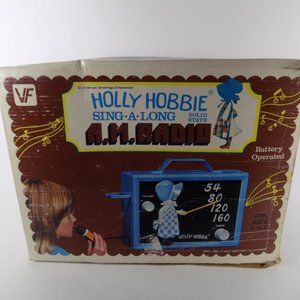 VF
© American Greetings Corporation
HOLLY HOBBIE®
SING·A·LONG
SOLID
STATE
A.M. RADIO
Battery
Operated
54
80
120
160
HOLLY HOBBIE